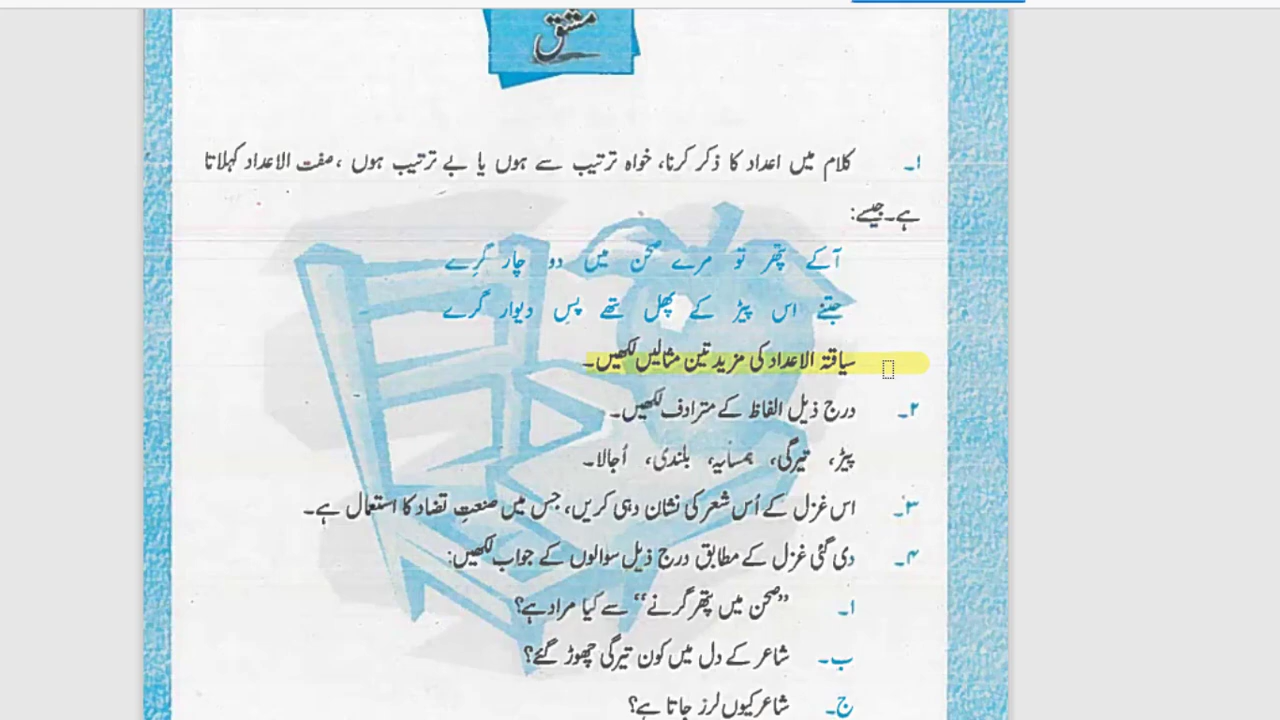 مشق
۱۔ کلام میں اعداد کا ذکر کرنا، خواہ ترتیب سے ہوں یا بے ترتیب ہوں ،صفت الاعداد کہلاتا
ہے۔جیسے:
آکے پتھر تو مرے صحن میں دو چار گرے
جتنے اس پیڑ کے پھل تھے پسِ دیوار گرے
سیاقۃ الاعداد کی مزید تین مثالیں لکھیں۔
۲۔ درج ذیل الفاظ کے مترادف لکھیں۔
پیڑ، تیرگی، ہمسایہ، بلندی، اُجالا۔
۳۔ اس غزل کے اُس شعر کی نشان دہی کریں، جس میں صنعتِ تضاد کا استعمال ہے۔
۴۔ دی گئی غزل کے مطابق درج ذیل سوالوں کے جواب لکھیں:
ا۔ ”صحن میں پتھر گرنے“ سے کیا مراد ہے؟
ب۔ شاعر کے دل میں کون تیرگی چھوڑ گئے؟
ج۔ شاعر کیوں لرز جاتا ہے؟